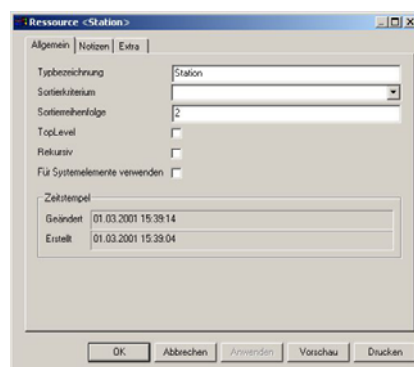 Ressource <Station>
Allgemein Notizen Extra
Typbezeichnung Station
Sortierkriterium
Sortierreihenfolge 2
TopLevel
Rekursiv
Für Systemelemente verwenden
Zeitstempel
Geändert 01.03.2001 15:39:14
Erstellt 01.03.2001 15:39:04
OK Abbrechen Anwenden Vorschau Drucken